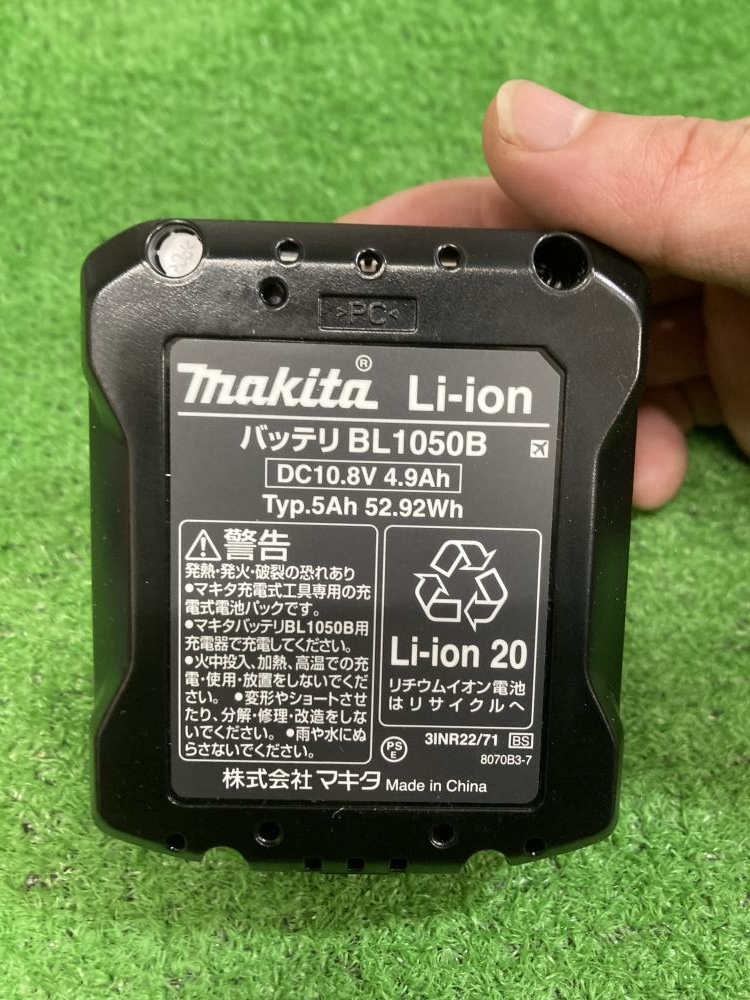 >PC<
makita® Li-ion
バッテリ BL1050B
DC10.8V 4.9Ah
Typ.5Ah 52.92Wh
⚠警告
発熱・発火・破裂の恐れあり
●マキタ充電式工具専用の充
電式電池パックです。
●マキタバッテリBL1050B用
充電器で充電してください。
●火中投入、加熱、高温での充
電・使用・放置をしないでくだ
さい。 ●変形やショートさせ
たり、分解・修理・改造をしな
いでください。 ●雨や水にぬ
らさないでください。
Li-ion 20
リチウムイオン電池
はリサイクルへ
PS
E
3INR22/71 BS
8070B3-7
株式会社 マキタ Made in China